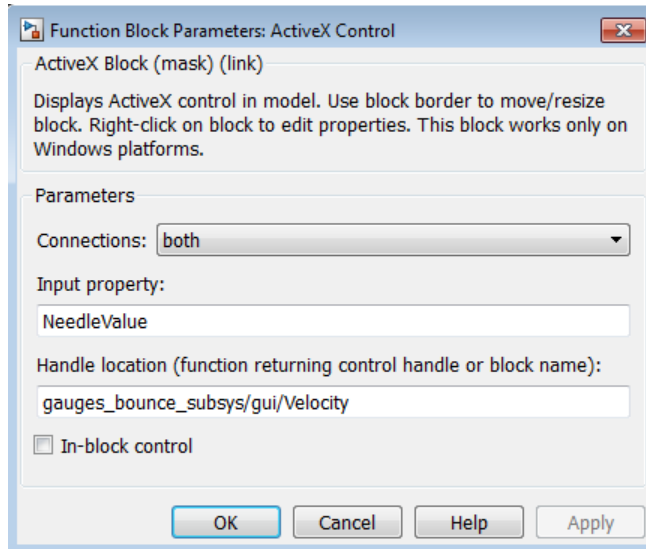 Function Block Parameters: ActiveX Control
ActiveX Block (mask) (link)
Displays ActiveX control in model. Use block border to move/resize
block. Right-click on block to edit properties. This block works only on
Windows platforms.
Parameters
Connections: both
Input property:
NeedleValue
Handle location (function returning control handle or block name):
gauges_bounce_subsys/gui/Velocity
In-block control
OK Cancel Help Apply